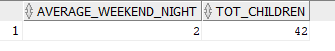 AVERAGE_WEEKEND_NIGHT TOT_CHILDREN
1 2 42